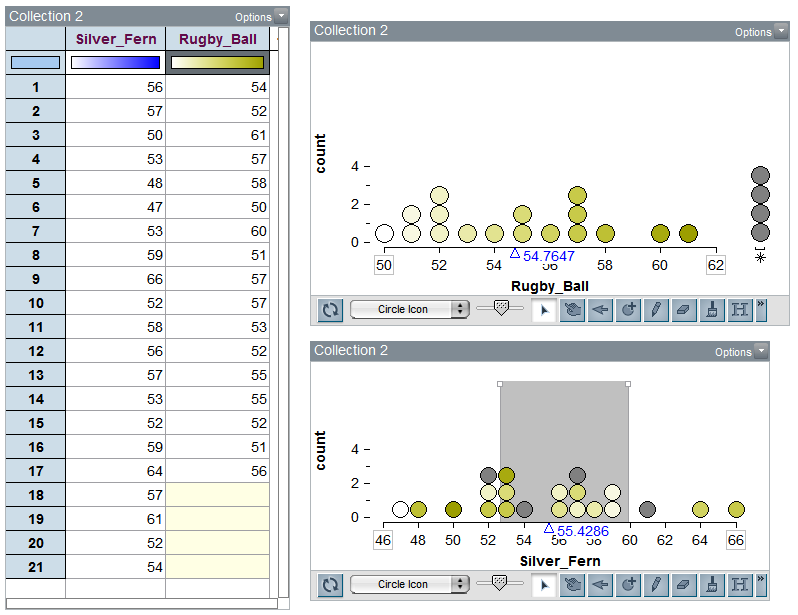 Collection 2 Options
Silver_Fern Rugby_Ball
1 56 54
2 57 52
3 50 61
4 53 57
5 48 58
6 47 50
7 53 60
8 59 51
9 66 57
10 52 57
11 58 53
12 56 52
13 57 55
14 53 55
15 52 52
16 59 51
17 64 56
18 57
19 61
20 52
21 54
Collection 2 Options
count
4
2
0
50 52 54 56 58 60 62
54.7647
Rugby_Ball
Circle Icon
Collection 2 Options
count
4
2
0
46 48 50 52 54 56 58 60 62 64 66
55.4286
Silver_Fern
Circle Icon